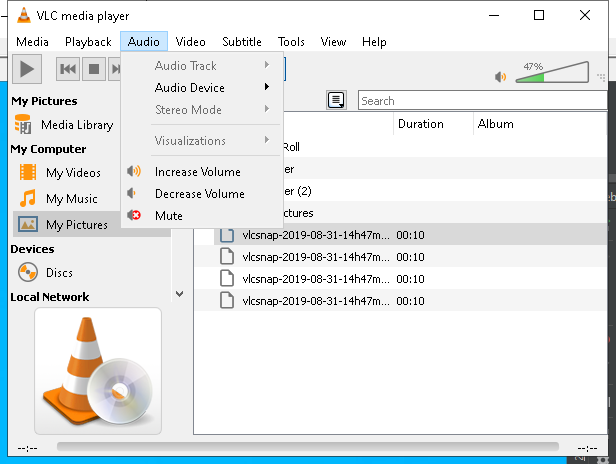 VLC media player
Media Playback Audio Video Subtitle Tools View Help
Audio Track
Audio Device
Stereo Mode
Visualizations
Increase Volume
Decrease Volume
Mute
47%
Search
My Pictures
Media Library
My Computer
My Videos
My Music
My Pictures
Devices
Discs
Local Network
Duration Album
Roll
er
er (2)
ctures
vlcsnap-2019-08-31-14h47m... 00:10
vlcsnap-2019-08-31-14h47m... 00:10
vlcsnap-2019-08-31-14h47m... 00:10
vlcsnap-2019-08-31-14h47m... 00:10
--:-- --:--